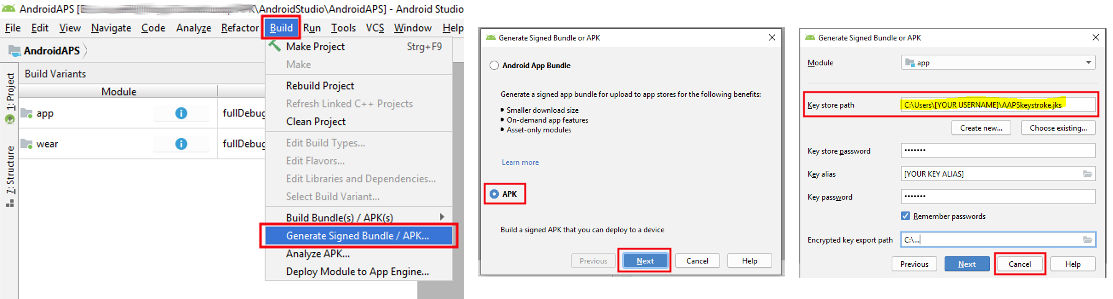 AndroidAPS [ \AndroidStudio\AndroidAPS] - Android Studio
File Edit View Navigate Code Analyze Refactor Build Run Tools VCS Window Help
AndroidAPS
Build Variants
Module
app
fullDebug
wear
fullDebug
1: Project
7: Structure
Make Project Strg+F9
Make
Rebuild Project
Refresh Linked C++ Projects
Clean Project
Edit Build Types...
Edit Flavors...
Edit Libraries and Dependencies...
Select Build Variant...
Build Bundle(s) / APK(s)
Generate Signed Bundle / APK...
Analyze APK...
Deploy Module to App Engine...
Generate Signed Bundle or APK
Android App Bundle
Generate a signed app bundle for upload to app stores for the following benefits:
• Smaller download size
• On-demand app features
• Asset-only modules
Learn more
APK
Build a signed APK that you can deploy to a device
Previous Next Cancel Help
Generate Signed Bundle or APK
Module app
Key store path C:\Users\[YOUR USERNAME]\AAPSkeystroke.jks
Create new... Choose existing...
Key store password •••••••
Key alias [YOUR KEY ALIAS]
Key password •••••••
Remember passwords
Encrypted key export path C:\...
Previous Next Cancel Help